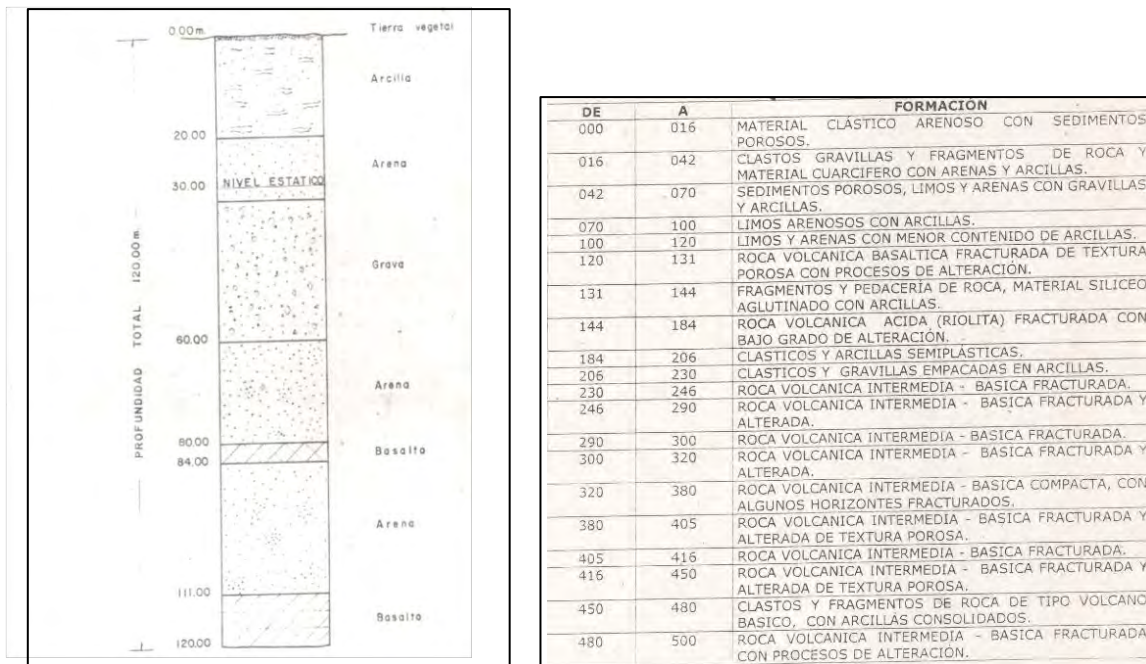 0.00 m.
Tierra vegetal
Arcilla
20.00
Arena
30.00
NIVEL ESTATICO
Grava
PROFUNDIDAD TOTAL 120.00m.
60.00
Arena
80.00
Basalto
84.00
Arena
111.00
Basalto
120.00
DE A FORMACIÓN
000 016 MATERIAL CLÁSTICO ARENOSO CON SEDIMENTOS
POROSOS.
016 042 CLASTOS GRAVILLAS Y FRAGMENTOS DE ROCA Y
MATERIAL CUARCIFERO CON ARENAS Y ARCILLAS.
042 070 SEDIMENTOS POROSOS, LIMOS Y ARENAS CON GRAVILLAS
Y ARCILLAS.
070 100 LIMOS ARENOSOS CON ARCILLAS.
100 120 LIMOS Y ARENAS CON MENOR CONTENIDO DE ARCILLAS.
120 131 ROCA VOLCANICA BASALTICA FRACTURADA DE TEXTURA
POROSA CON PROCESOS DE ALTERACIÓN.
131 144 FRAGMENTOS Y PEDACERÍA DE ROCA, MATERIAL SILICEO
AGLUTINADO CON ARCILLAS.
144 184 ROCA VOLCANICA ACIDA (RIOLITA) FRACTURADA CON
BAJO GRADO DE ALTERACIÓN.
184 206 CLASTICOS Y ARCILLAS SEMIPLÁSTICAS.
206 230 CLASTICOS Y GRAVILLAS EMPACADAS EN ARCILLAS.
230 246 ROCA VOLCANICA INTERMEDIA - BASICA FRACTURADA.
246 290 ROCA VOLCANICA INTERMEDIA - BASICA FRACTURADA Y
ALTERADA.
290 300 ROCA VOLCANICA INTERMEDIA - BASICA FRACTURADA.
300 320 ROCA VOLCANICA INTERMEDIA - BASICA FRACTURADA Y
ALTERADA.
320 380 ROCA VOLCANICA INTERMEDIA - BASICA COMPACTA, CON
ALGUNOS HORIZONTES FRACTURADOS.
380 405 ROCA VOLCANICA INTERMEDIA - BASICA FRACTURADA Y
ALTERADA DE TEXTURA POROSA.
405 416 ROCA VOLCANICA INTERMEDIA - BASICA FRACTURADA.
416 450 ROCA VOLCANICA INTERMEDIA - BASICA FRACTURADA Y
ALTERADA DE TEXTURA POROSA.
450 480 CLASTOS Y FRAGMENTOS DE ROCA DE TIPO VOLCANO
BASICO, CON ARCILLAS CONSOLIDADOS.
480 500 ROCA VOLCANICA INTERMEDIA - BASICA FRACTURADA
CON PROCESOS DE ALTERACIÓN.